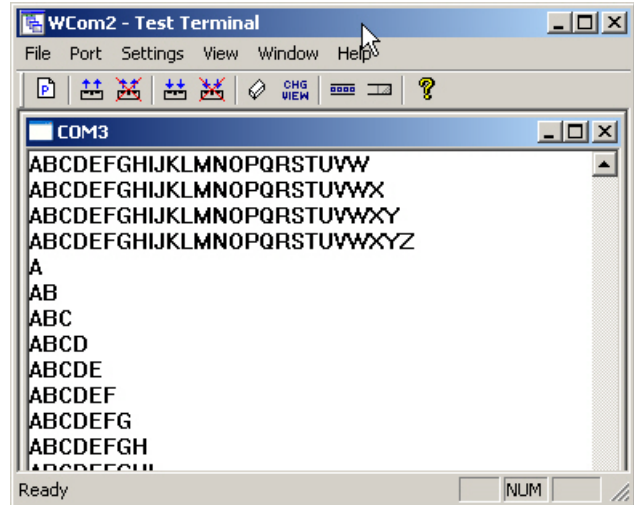 WCom2 - Test Terminal
File Port Settings View Window Help
P CHG VIEW ?
COM3
ABCDEFGHIJKLMNOPQRSTUVW
ABCDEFGHIJKLMNOPQRSTUVWX
ABCDEFGHIJKLMNOPQRSTUVWXY
ABCDEFGHIJKLMNOPQRSTUVWXYZ
A
AB
ABC
ABCD
ABCDE
ABCDEF
ABCDEFG
ABCDEFGH
ABCDEFGHI
Ready NUM